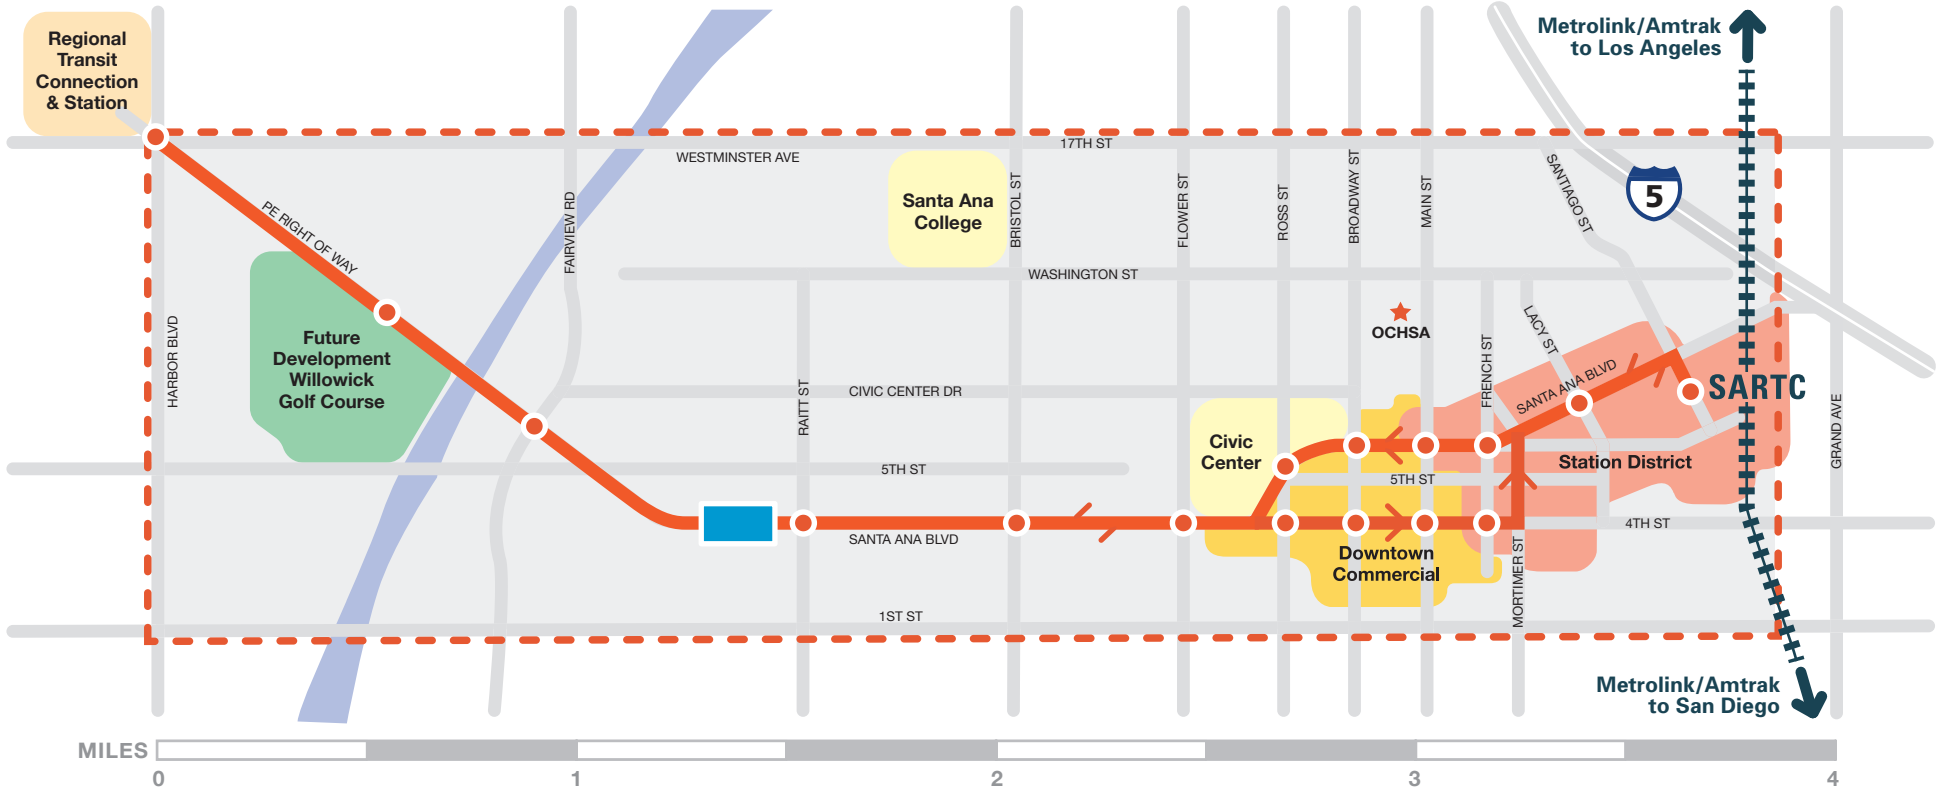 Regional
Transit
Connection
& Station
Metrolink/Amtrak
to Los Angeles
17TH ST
WESTMINSTER AVE
Santa Ana
College
PE RIGHT OF WAY
FAIRVIEW RD
BRISTOL ST
FLOWER ST
ROSS ST
BROADWAY ST
MAIN ST
SANTIAGO ST
5
WASHINGTON ST
HARBOR BLVD
Future
Development
Willowick
Golf Course
OCHSA
FRENCH ST
LACY ST
RAITT ST
CIVIC CENTER DR
SANTA ANA BLVD
SARTC
GRAND AVE
Civic
Center
5TH ST
5TH ST
Station District
SANTA ANA BLVD
4TH ST
Downtown
Commercial
MORTIMER ST
1ST ST
Metrolink/Amtrak
to San Diego
MILES
0
1
2
3
4